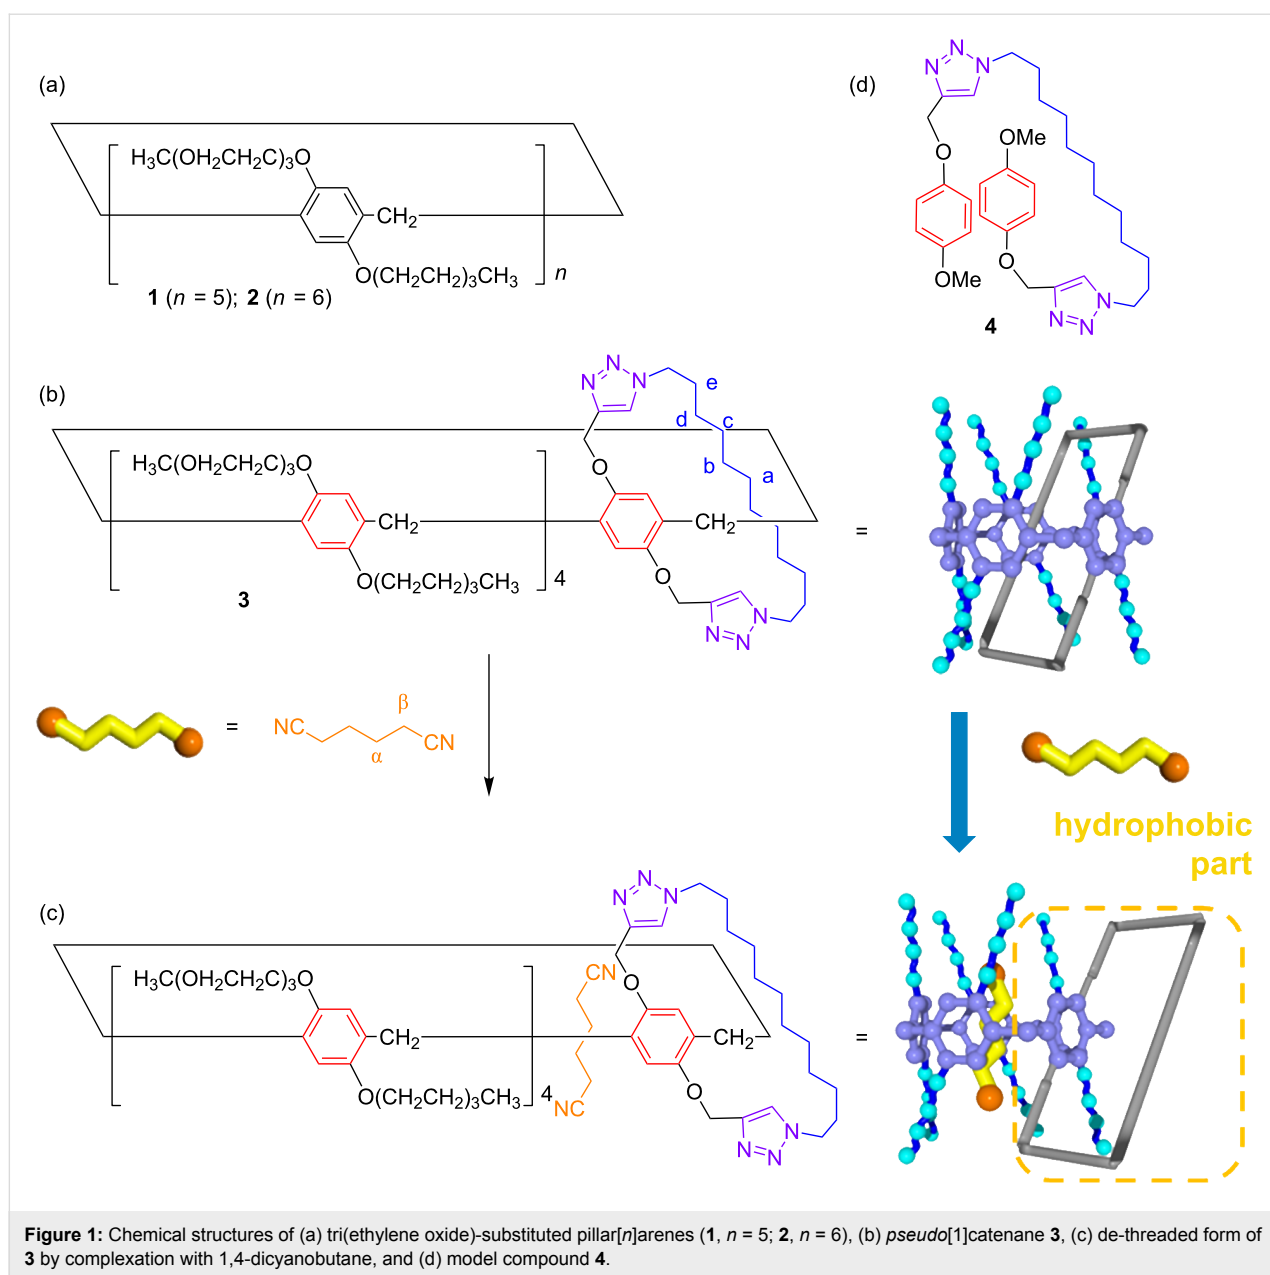 (a)
H3C(OH2CH2C)3O
CH2
O(CH2CH2)3CH3
n
1 (n = 5); 2 (n = 6)
(d)
N
N
N
O
OMe
OMe
O
N
N
N
4
(b)
N
N
N
e
d
c
b
a
H3C(OH2CH2C)3O
O
CH2
CH2
O(CH2CH2)3CH3
4
O
N
N
N
3
=
=
NC
β
α
CN
hydrophobic
part
(c)
N
N
N
CN
H3C(OH2CH2C)3O
O
CH2
CH2
O(CH2CH2)3CH3
4
NC
O
N
N
N
=
Figure 1: Chemical structures of (a) tri(ethylene oxide)-substituted pillar[n]arenes (1, n = 5; 2, n = 6), (b) pseudo[1]catenane 3, (c) de-threaded form of
3 by complexation with 1,4-dicyanobutane, and (d) model compound 4.